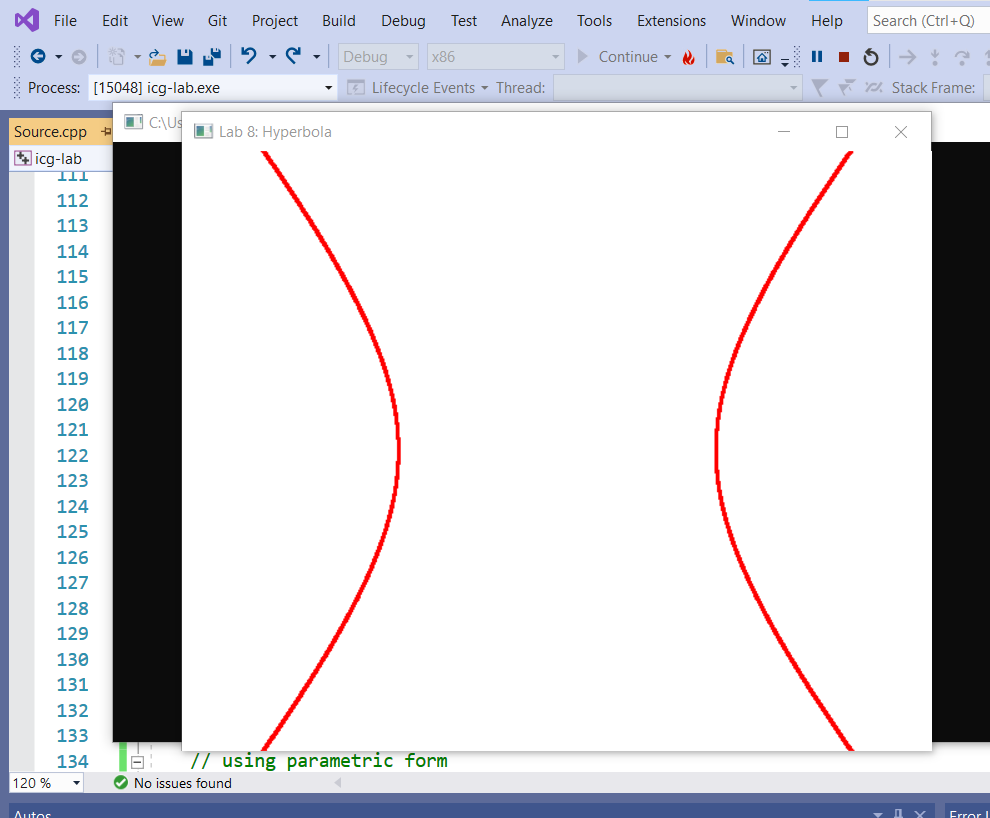 File Edit View Git Project Build Debug Test Analyze Tools Extensions Window Help Search (Ctrl+Q)
Debug x86 Continue
Process: [15048] icg-lab.exe Lifecycle Events Thread: Stack Frame:
Source.cpp C:\Us Lab 8: Hyperbola
icg-lab
111
112
113
114
115
116
117
118
119
120
121
122
123
124
125
126
127
128
129
130
131
132
133
134 // using parametric form
120 % No issues found
Autos Error